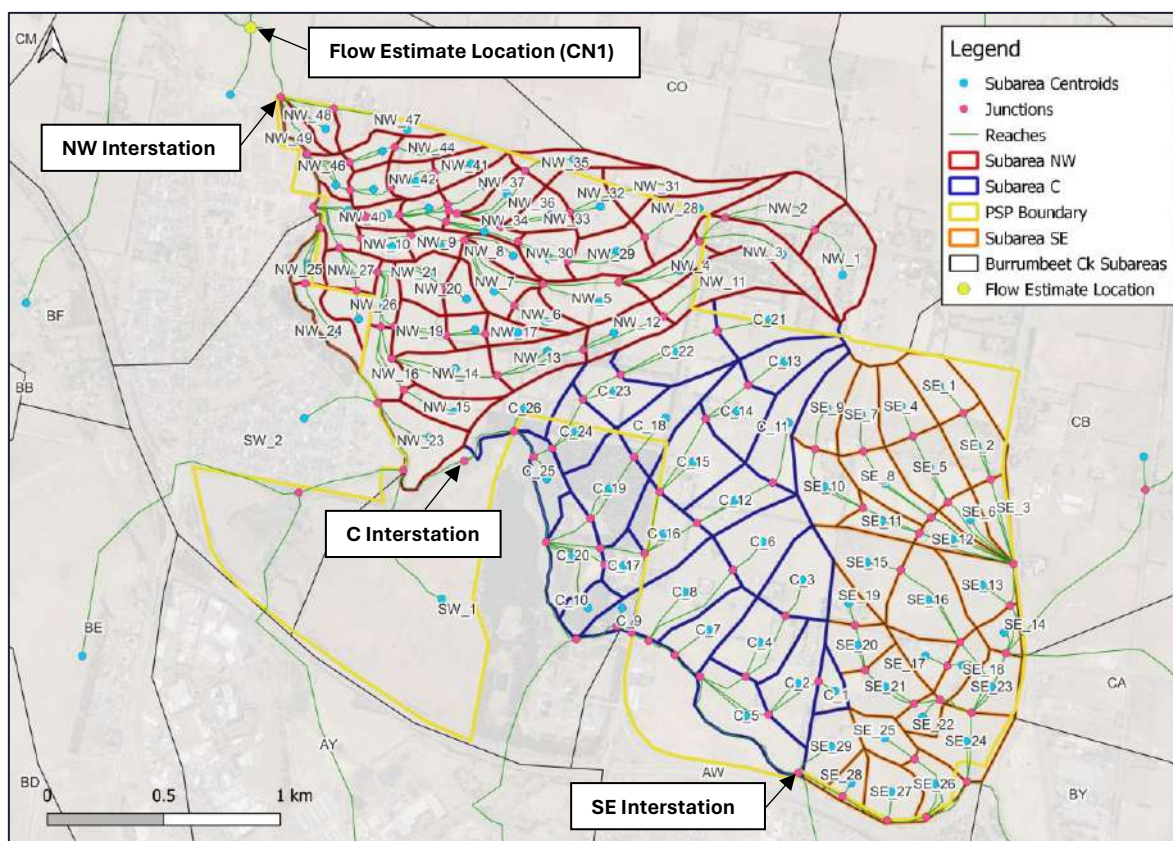 CM
Flow Estimate Location (CN1)
CO
Legend
Subarea Centroids
Junctions
Reaches
Subarea NW
Subarea C
PSP Boundary
Subarea SE
Burrumbeet Ck Subareas
Flow Estimate Location
NW Interstation
NW_48
NW_47
NW_49
NW_44
NW_46
NW_41
NW_35
NW_42
NW_37
NW_32
NW_31
NW_36
NW_28
NW_2
NW_40
NW_34
NW_33
NW_10
NW_9
NW_8
NW_30
NW_29
NW_3
NW_1
NW_25
NW_27
NW_21
NW_7
NW_4
NW_11
NW_20
NW_5
NW_26
NW_6
NW_24
NW_19
NW_17
NW_12
C_21
NW_13
C_22
C_13
NW_16
NW_14
SE_1
C_23
SE_9
SE_7
SE_4
NW_15
C_26
C_14
C_18
C_11
NW_23
C_24
SE_2
BF
BB
SW_2
CB
C_25
C_15
SE_10
SE_8
SE_5
C_19
C_12
SE_6
SE_3
SE_11
C Interstation
C_16
C_6
SE_12
C_20
C_17
SE_15
C_3
SE_13
C_10
C_8
SE_19
SE_16
SW_1
C_9
C_7
C_4
SE_20
SE_14
BE
SE_17
SE_18
C_2
C_1
SE_21
SE_23
CA
C_5
SE_22
SE_25
SE_24
AY
SE_29
BD
AW
SE_28
SE_27
SE_26
BY
0 0.5 1 km
SE Interstation